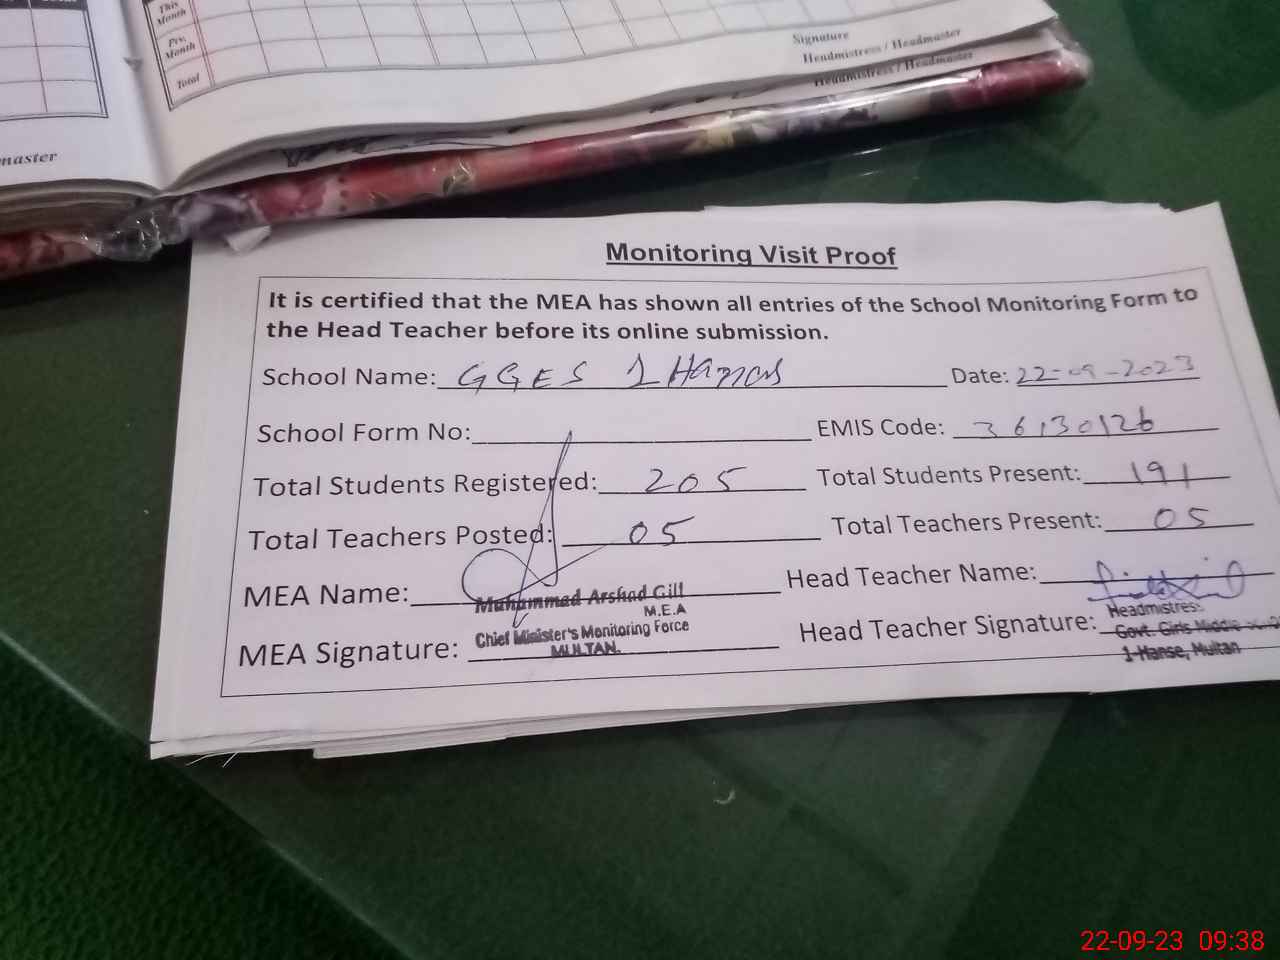 This Month
Prv. Month
Total
Signature
Headmistress / Headmaster
Headmistress / Headmaster
master
Monitoring Visit Proof
It is certified that the MEA has shown all entries of the School Monitoring Form to
the Head Teacher before its online submission.
School Name: GGES 1 Date: 22-09-2023
School Form No: EMIS Code: 36130126
Total Students Registered: 205 Total Students Present: 191
Total Teachers Posted: 05 Total Teachers Present: 05
MEA Name: Muhammad Arshad Gill Head Teacher Name:
M.E.A
Chief Minister's Monitoring Force
MULTAN.
MEA Signature: Head Teacher Signature:
Headmistress
Govt. Girls Middle
1-Hanse, Multan
22-09-23 09:38